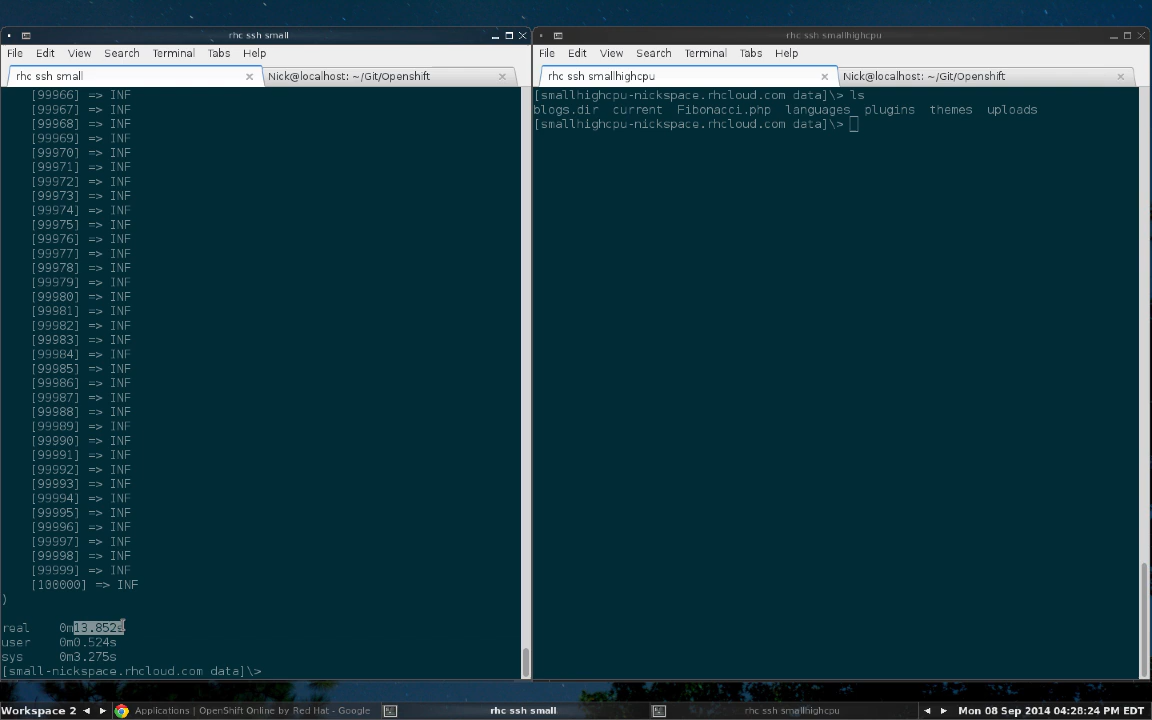 rhc ssh small
File Edit View Search Terminal Tabs Help
rhc ssh small
Nick@localhost: ~/Git/Openshift
[99966] => INF
[99967] => INF
[99968] => INF
[99969] => INF
[99970] => INF
[99971] => INF
[99972] => INF
[99973] => INF
[99974] => INF
[99975] => INF
[99976] => INF
[99977] => INF
[99978] => INF
[99979] => INF
[99980] => INF
[99981] => INF
[99982] => INF
[99983] => INF
[99984] => INF
[99985] => INF
[99986] => INF
[99987] => INF
[99988] => INF
[99989] => INF
[99990] => INF
[99991] => INF
[99992] => INF
[99993] => INF
[99994] => INF
[99995] => INF
[99996] => INF
[99997] => INF
[99998] => INF
[99999] => INF
[100000] => INF
)
real 0m13.852s
user 0m0.524s
sys 0m3.275s
[small-nickspace.rhcloud.com data]\>
rhc ssh smallhighcpu
File Edit View Search Terminal Tabs Help
rhc ssh smallhighcpu
Nick@localhost: ~/Git/Openshift
[smallhighcpu-nickspace.rhcloud.com data]\> ls
blogs.dir current Fibonacci.php languages plugins themes uploads
[smallhighcpu-nickspace.rhcloud.com data]\>
Workspace 2
Applications | OpenShift Online by Red Hat - Google
rhc ssh small
rhc ssh smallhighcpu
Mon 08 Sep 2014 04:28:24 PM EDT